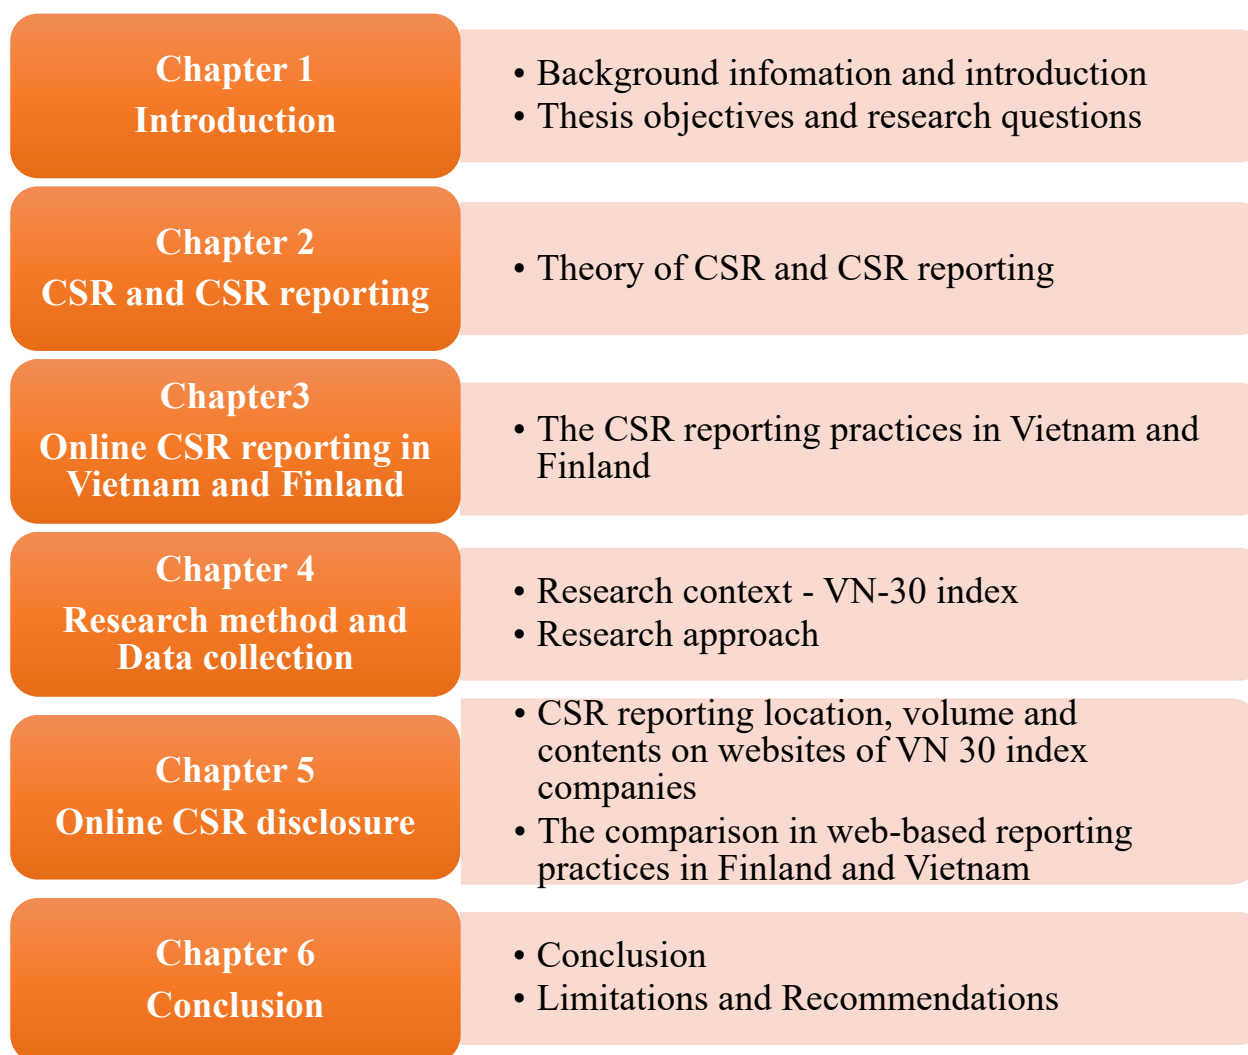 Chapter 1
Introduction
• Background infomation and introduction
• Thesis objectives and research questions
Chapter 2
CSR and CSR reporting
• Theory of CSR and CSR reporting
Chapter3
Online CSR reporting in
Vietnam and Finland
• The CSR reporting practices in Vietnam and
Finland
Chapter 4
Research method and
Data collection
• Research context - VN-30 index
• Research approach
Chapter 5
Online CSR disclosure
• CSR reporting location, volume and
contents on websites of VN 30 index
companies
• The comparison in web-based reporting
practices in Finland and Vietnam
Chapter 6
Conclusion
• Conclusion
• Limitations and Recommendations